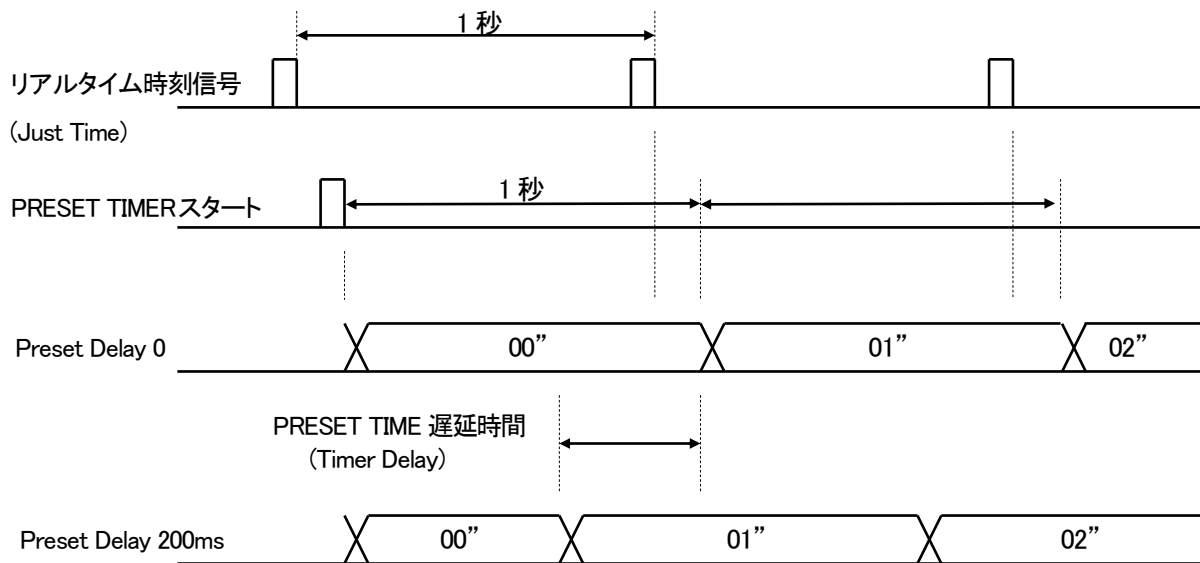 1 秒
リアルタイム時刻信号
(Just Time)
1 秒
PRESET TIMERスタート
Preset Delay 0
00”
01”
02”
PRESET TIME 遅延時間
(Timer Delay)
Preset Delay 200ms
00”
01”
02”